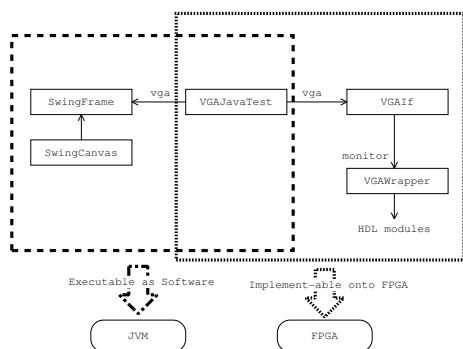 vga
vga
SwingFrame
VGAJavaTest
VGAIf
SwingCanvas
monitor
VGAWrapper
HDL modules
Executable as Software
Implement-able onto FPGA
JVM
FPGA